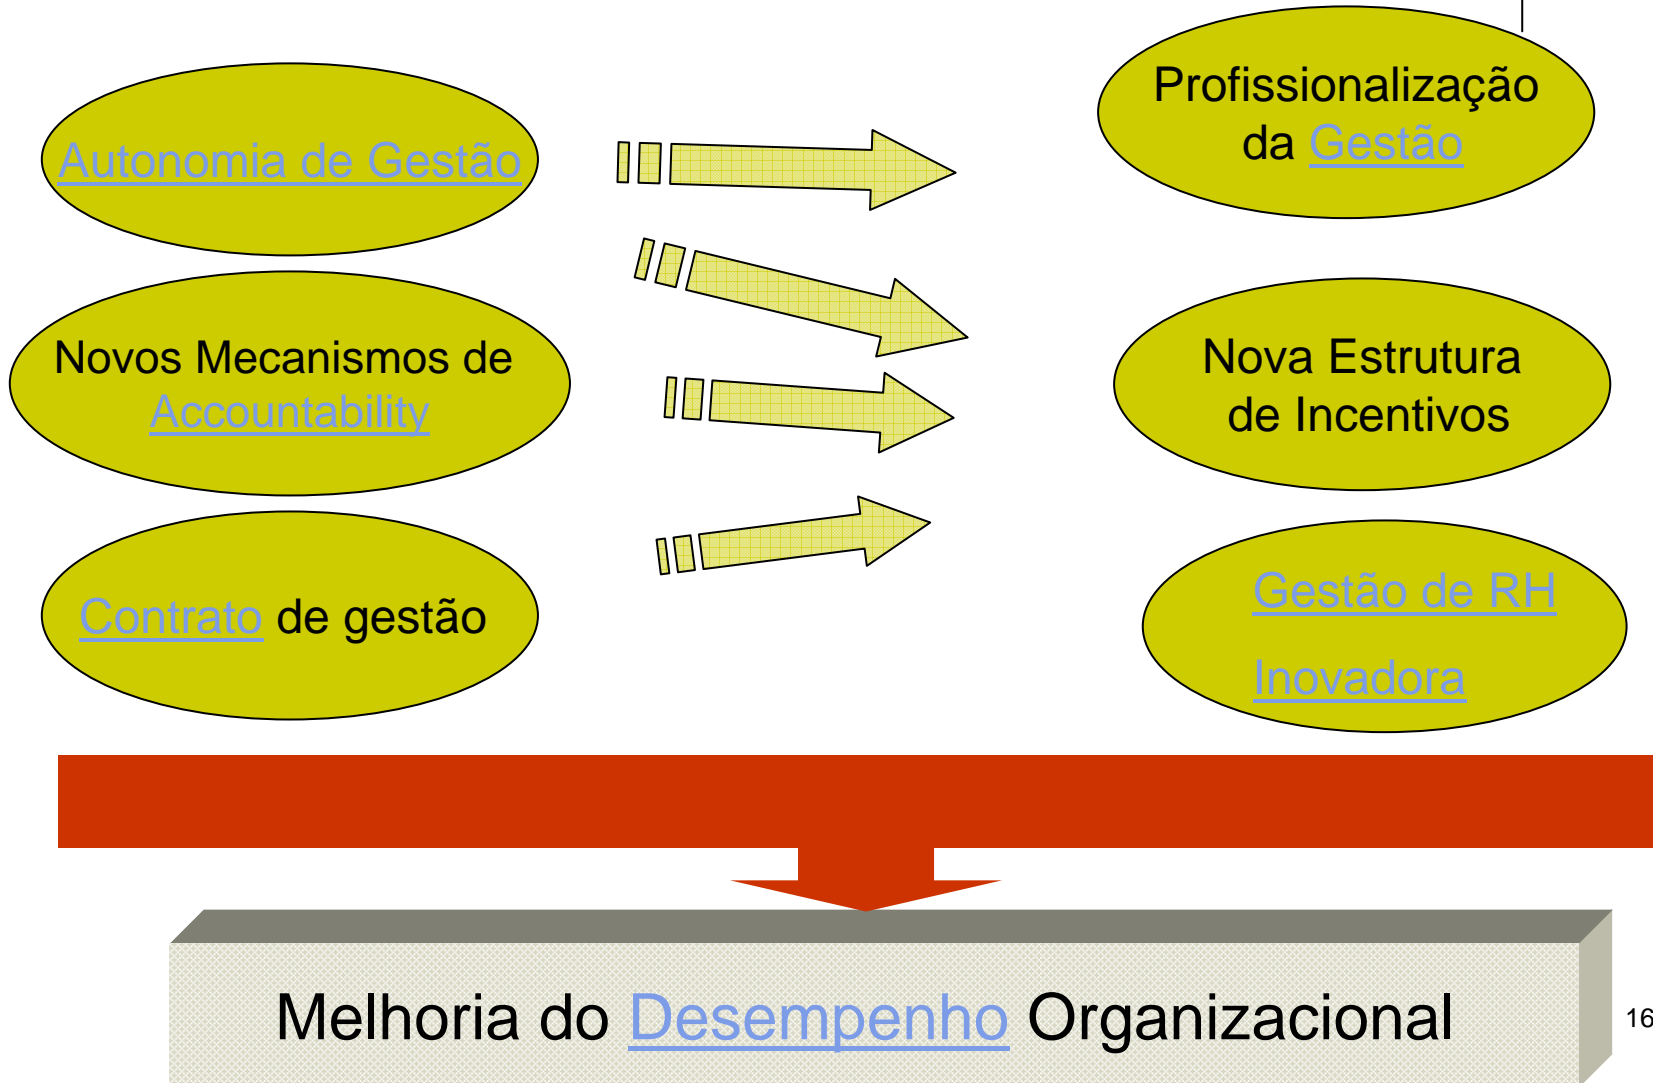 Autonomia de Gestão
Novos Mecanismos de
Accountability
Contrato de gestão
Profissionalização
da Gestão
Nova Estrutura
de Incentivos
Gestão de RH
Inovadora
Melhoria do Desempenho Organizacional
16